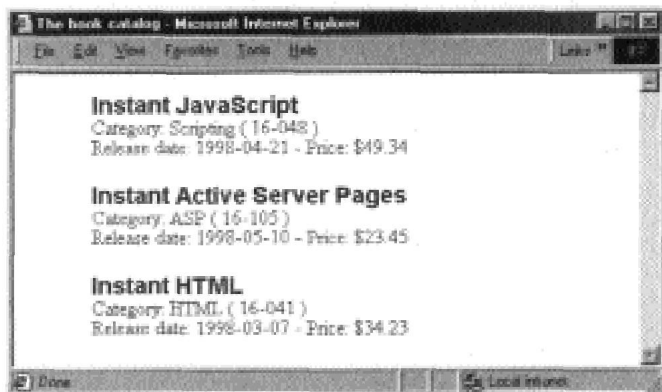 The book catalog - Microsoft Internet Explorer
File Edit View Favorites Tools Help Links »
Instant JavaScript
Category: Scripting ( 16-048 )
Release date: 1998-04-21 - Price: $49.34
Instant Active Server Pages
Category: ASP ( 16-105 )
Release date: 1998-05-10 - Price: $23.45
Instant HTML
Category: HTML ( 16-041 )
Release date: 1998-03-07 - Price: $34.23
Done Local intranet